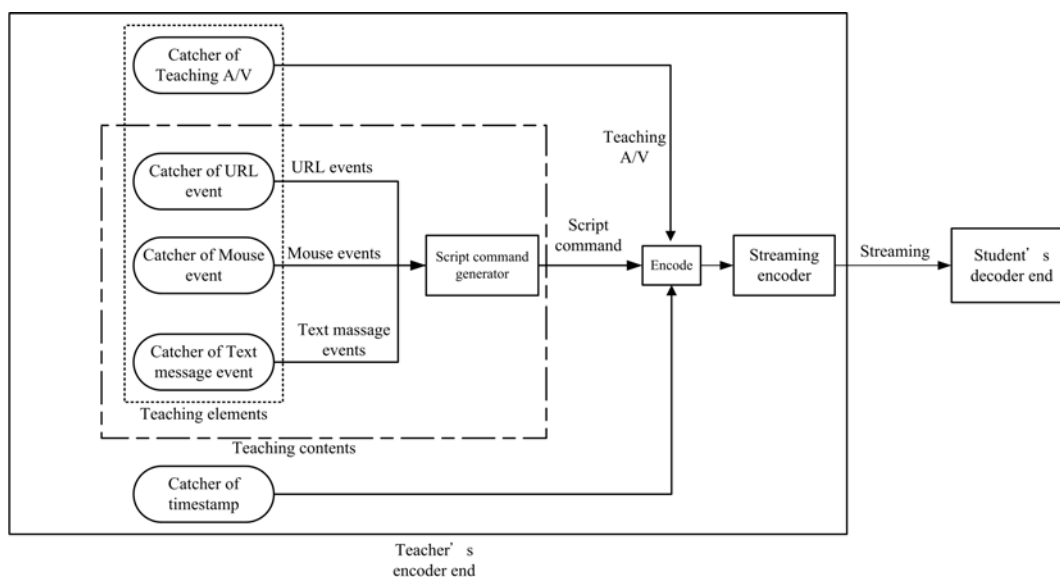 Catcher of
Teaching A/V
Teaching
A/V
Catcher of URL
event
URL events
Catcher of Mouse
event
Mouse events
Script command
generator
Script
command
Encode
Streaming
encoder
Streaming
Student’s
decoder end
Text massage
events
Catcher of Text
message event
Teaching elements
Teaching contents
Catcher of
timestamp
Teacher’s
encoder end